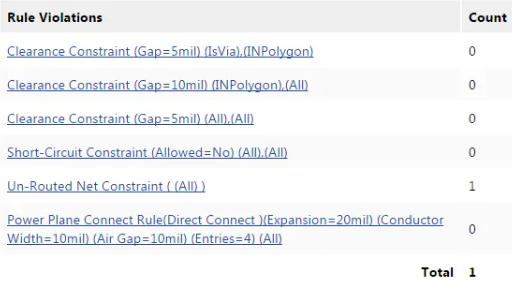 Rule Violations Count
Clearance Constraint (Gap=5mil) (IsVia),(INPolygon) 0
Clearance Constraint (Gap=10mil) (INPolygon),(All) 0
Clearance Constraint (Gap=5mil) (All),(All) 0
Short-Circuit Constraint (Allowed=No) (All),(All) 0
Un-Routed Net Constraint ( (All) ) 1
Power Plane Connect Rule(Direct Connect )(Expansion=20mil) (Conductor
Width=10mil) (Air Gap=10mil) (Entries=4) (All) 0
Total 1